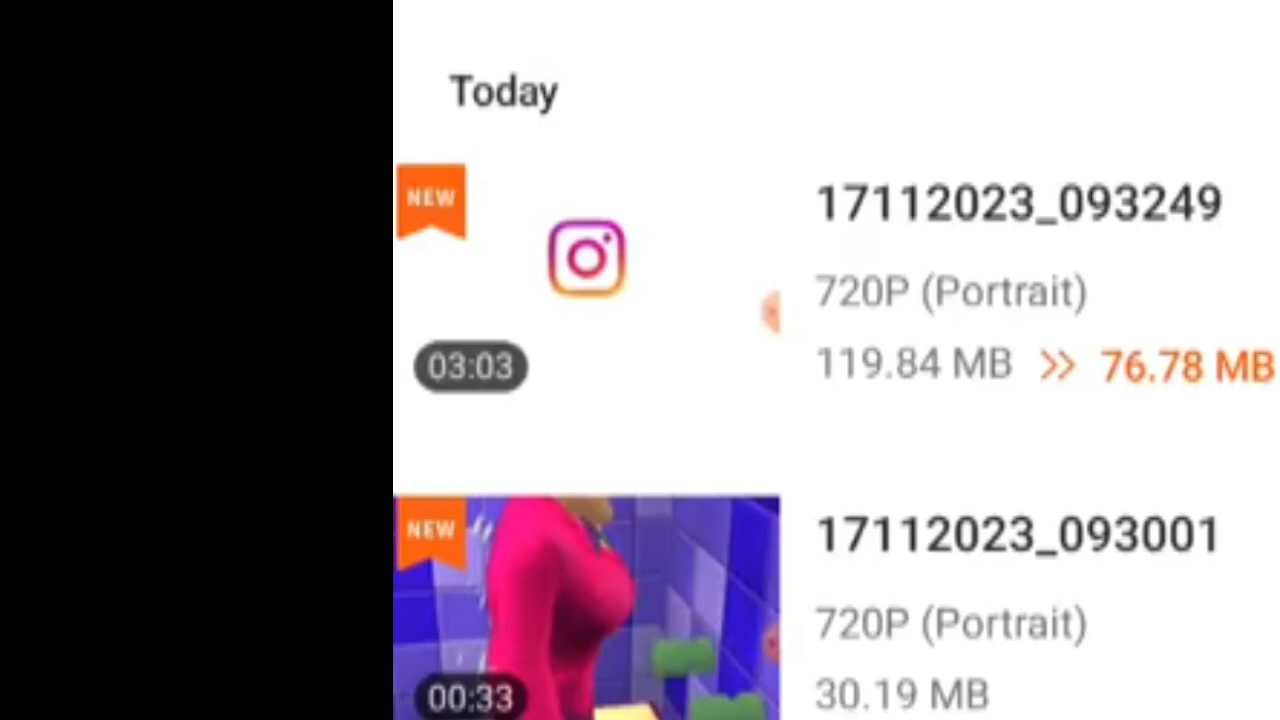 Today
NEW
17112023_093249
720P (Portrait)
03:03
119.84 MB >> 76.78 MB
NEW
17112023_093001
720P (Portrait)
00:33
30.19 MB